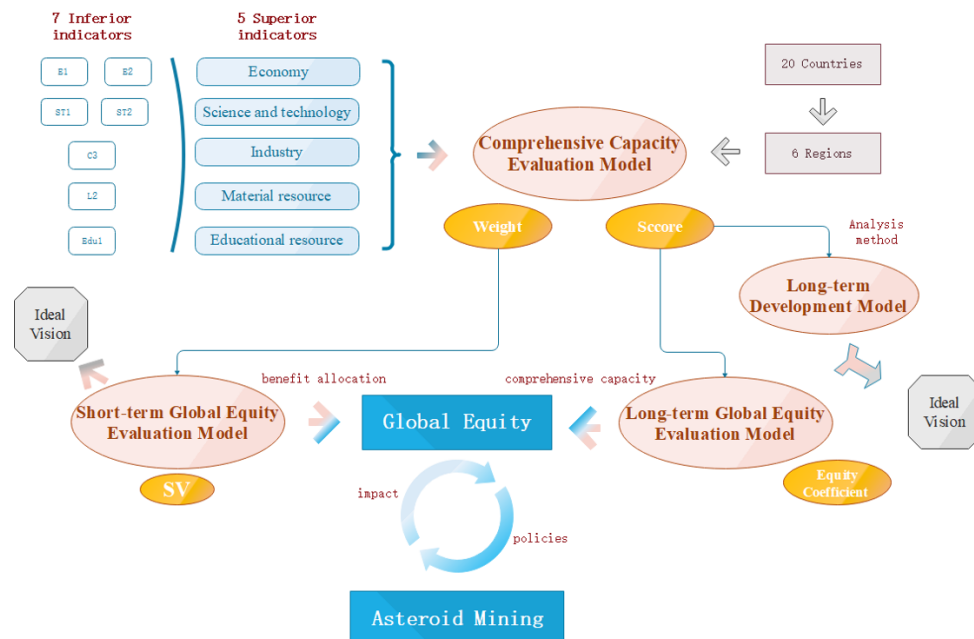 7 Inferior
indicators
5 Superior
indicators
E1
E2
ST1
ST2
C3
L2
Edu1
Economy
Science and technology
Industry
Material resource
Educational resource
Comprehensive Capacity
Evaluation Model
20 Countries
6 Regions
Weight
Sccore
Analysis
method
Long-term
Development Model
Ideal
Vision
benefit allocation
comprehensive capacity
Short-term Global Equity
Evaluation Model
Global Equity
Long-term Global Equity
Evaluation Model
Ideal
Vision
SV
Equity
Coefficient
impact
policies
Asteroid Mining